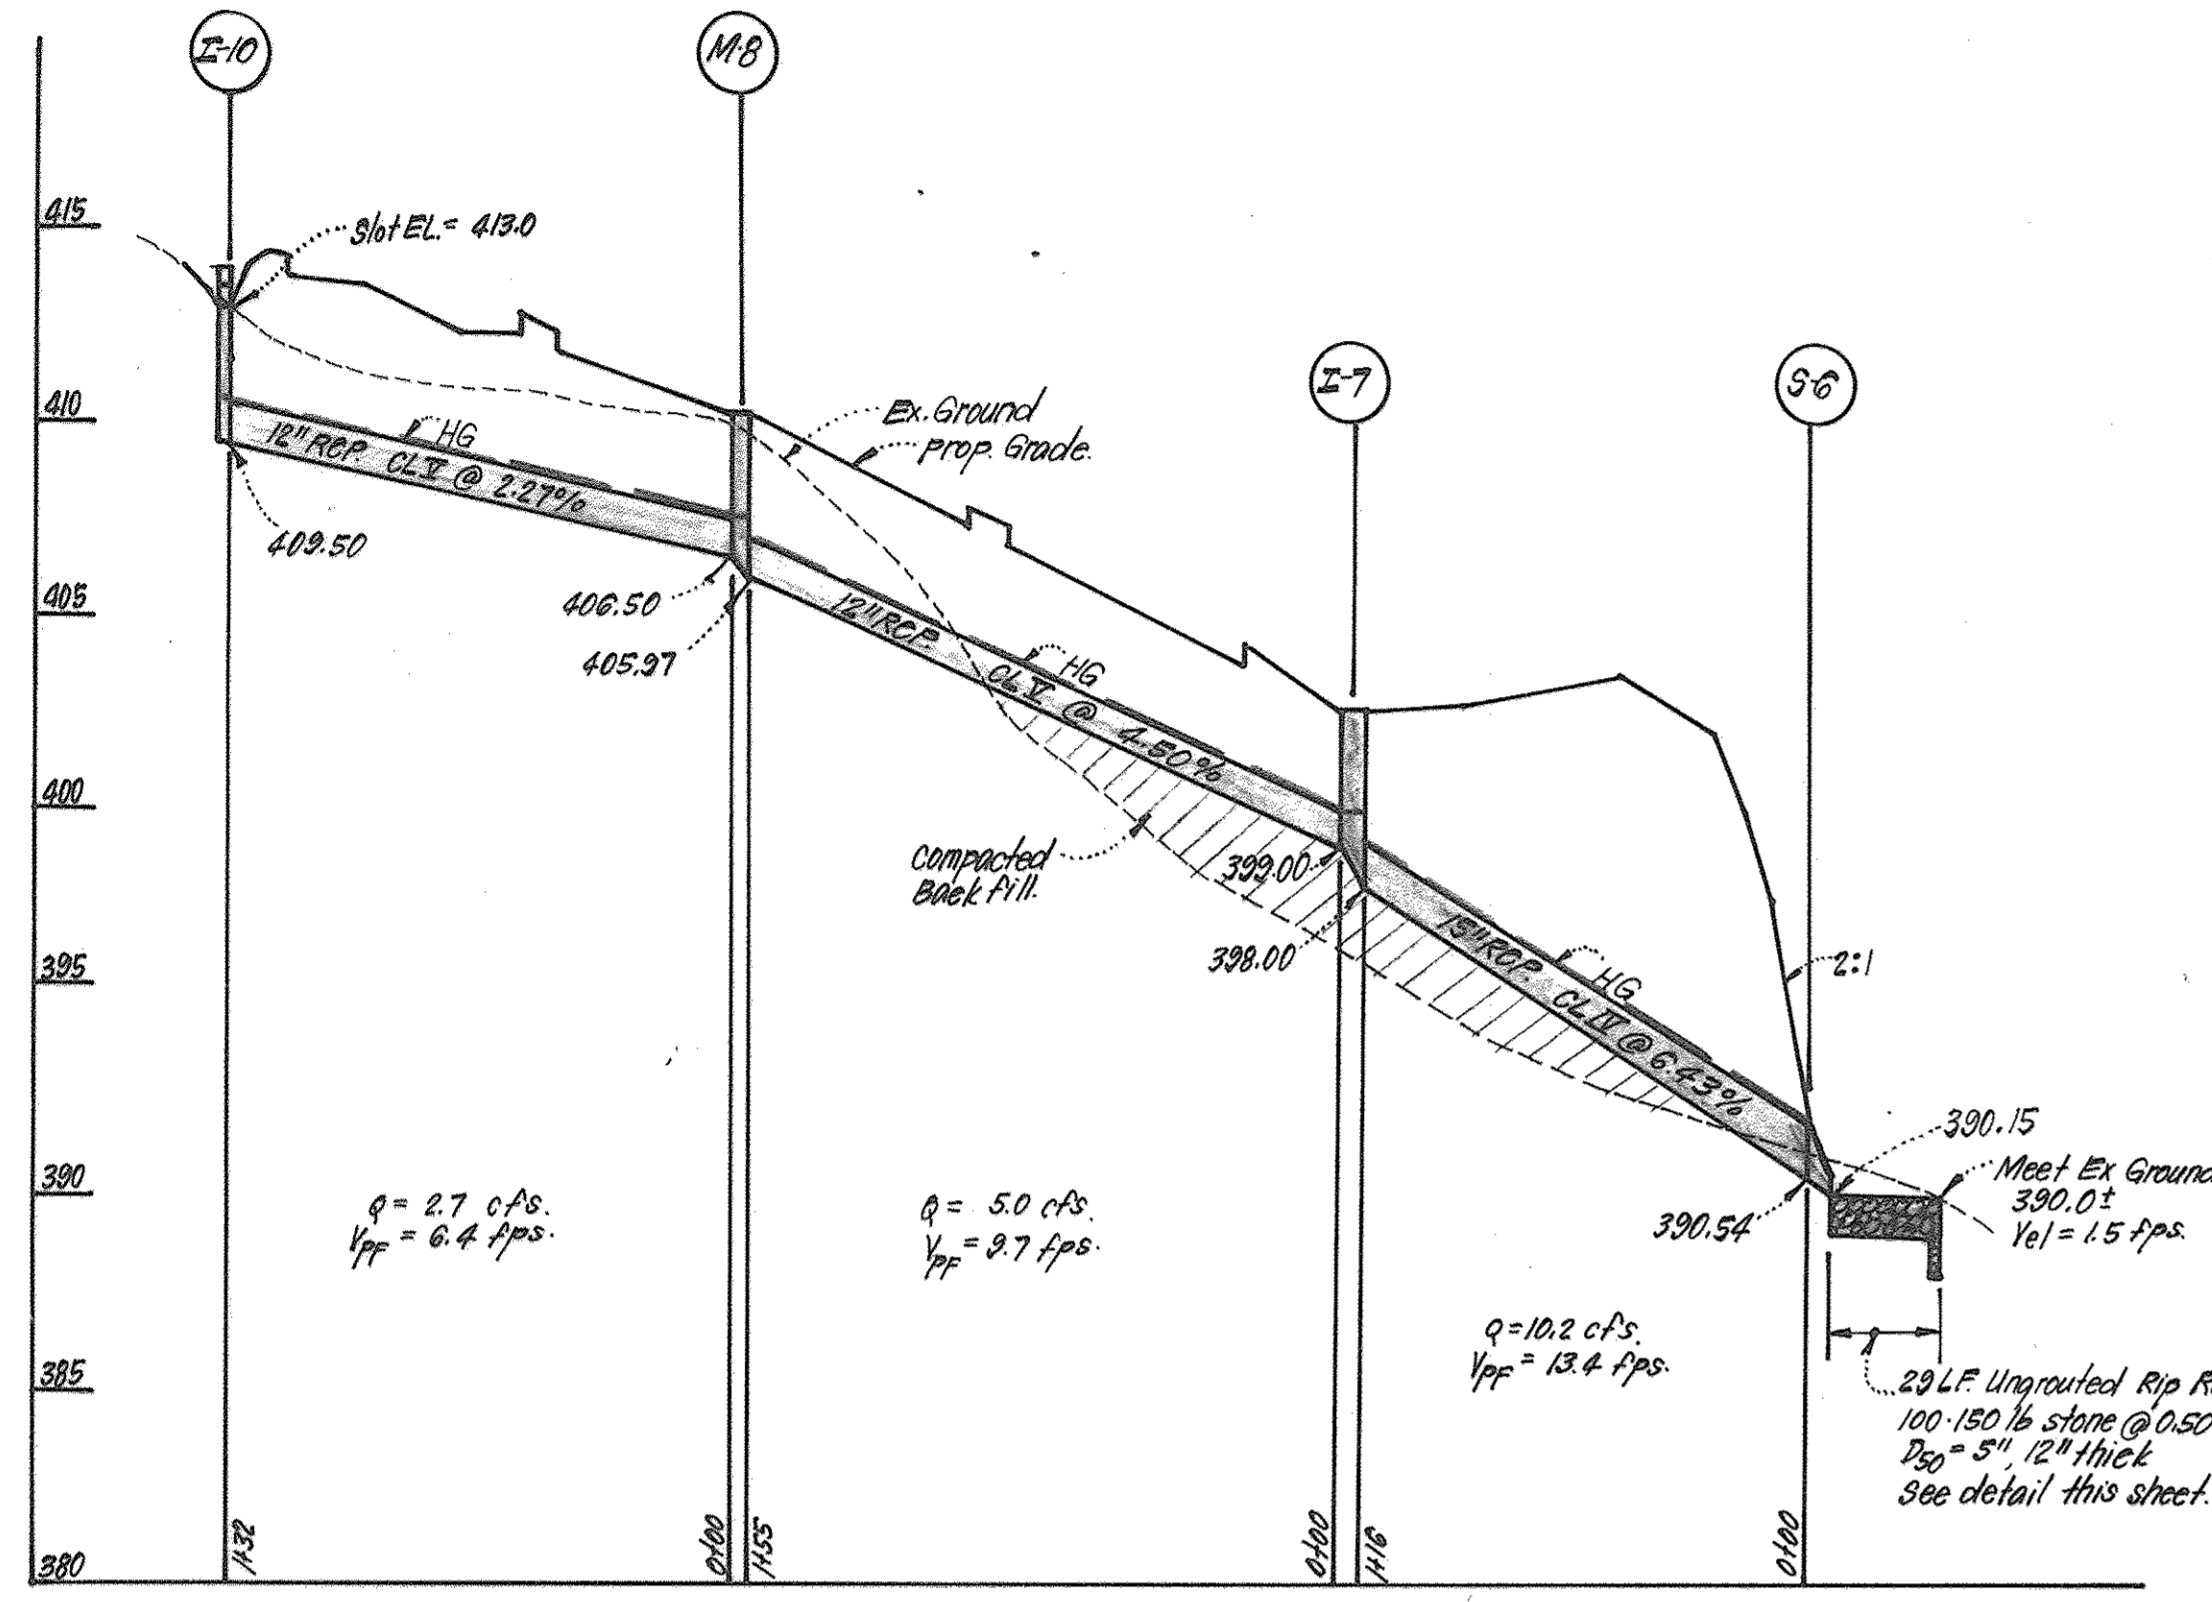 I-10
M-8
I-7
S-6
415
410
405
400
395
390
385
380
Slot EL. = 413.0
Ex. Ground
prop. Grade.
HG
12" RCP. CL V @ 2.27%
409.50
406.50
405.97
HG
12" RCP. CL V @ 4.50%
Compacted
Back fill.
399.00
398.00
HG
15" RCP. CL IV @ 6.43%
2:1
390.15
Meet Ex Ground
390.0±
Vel = 1.5 fps.
390.54
Q = 2.7 cfs.
VPF = 6.4 fps.
Q = 5.0 cfs.
VPF = 9.7 fps.
Q = 10.2 cfs.
VPF = 13.4 fps.
29 LF. Ungrouted Rip
100-150 lb stone @ 0.50
D50 = 5", 12" thick
See detail this sheet.
1+32
0+00
1+55
0+00
1+16
0+00